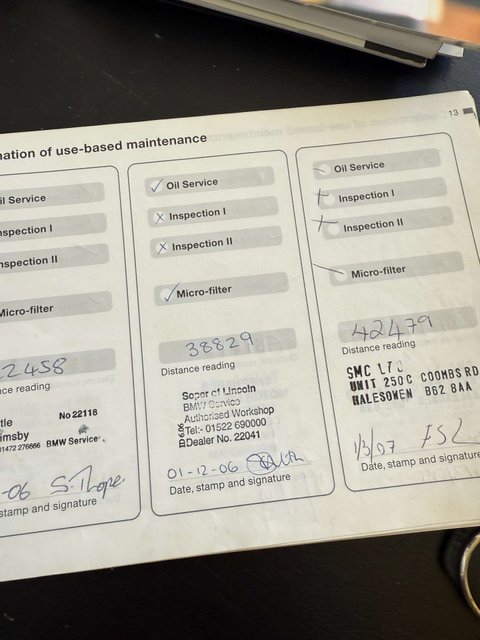 13
nation of use-based maintenance
il Service
nspection I
nspection II
Micro-filter
2458
nce reading
No 22118
tle
imsby
01472 276666 BMW Service
-06 S. Thope
stamp and signature
✓ Oil Service
x Inspection I
x Inspection II
✓ Micro-filter
38829
Distance reading
Soper of Lincoln
BMW Service
Authorised Workshop
Tel:- 01522 690000
Dealer No. 22041
01-12-06
Date, stamp and signature
Oil Service
Inspection I
Inspection II
Micro-filter
42479
Distance reading
SMC LTD
UNIT 250C COOMBS RD
HALESOWEN B62 8AA
1/3/07
Date, stamp and signature